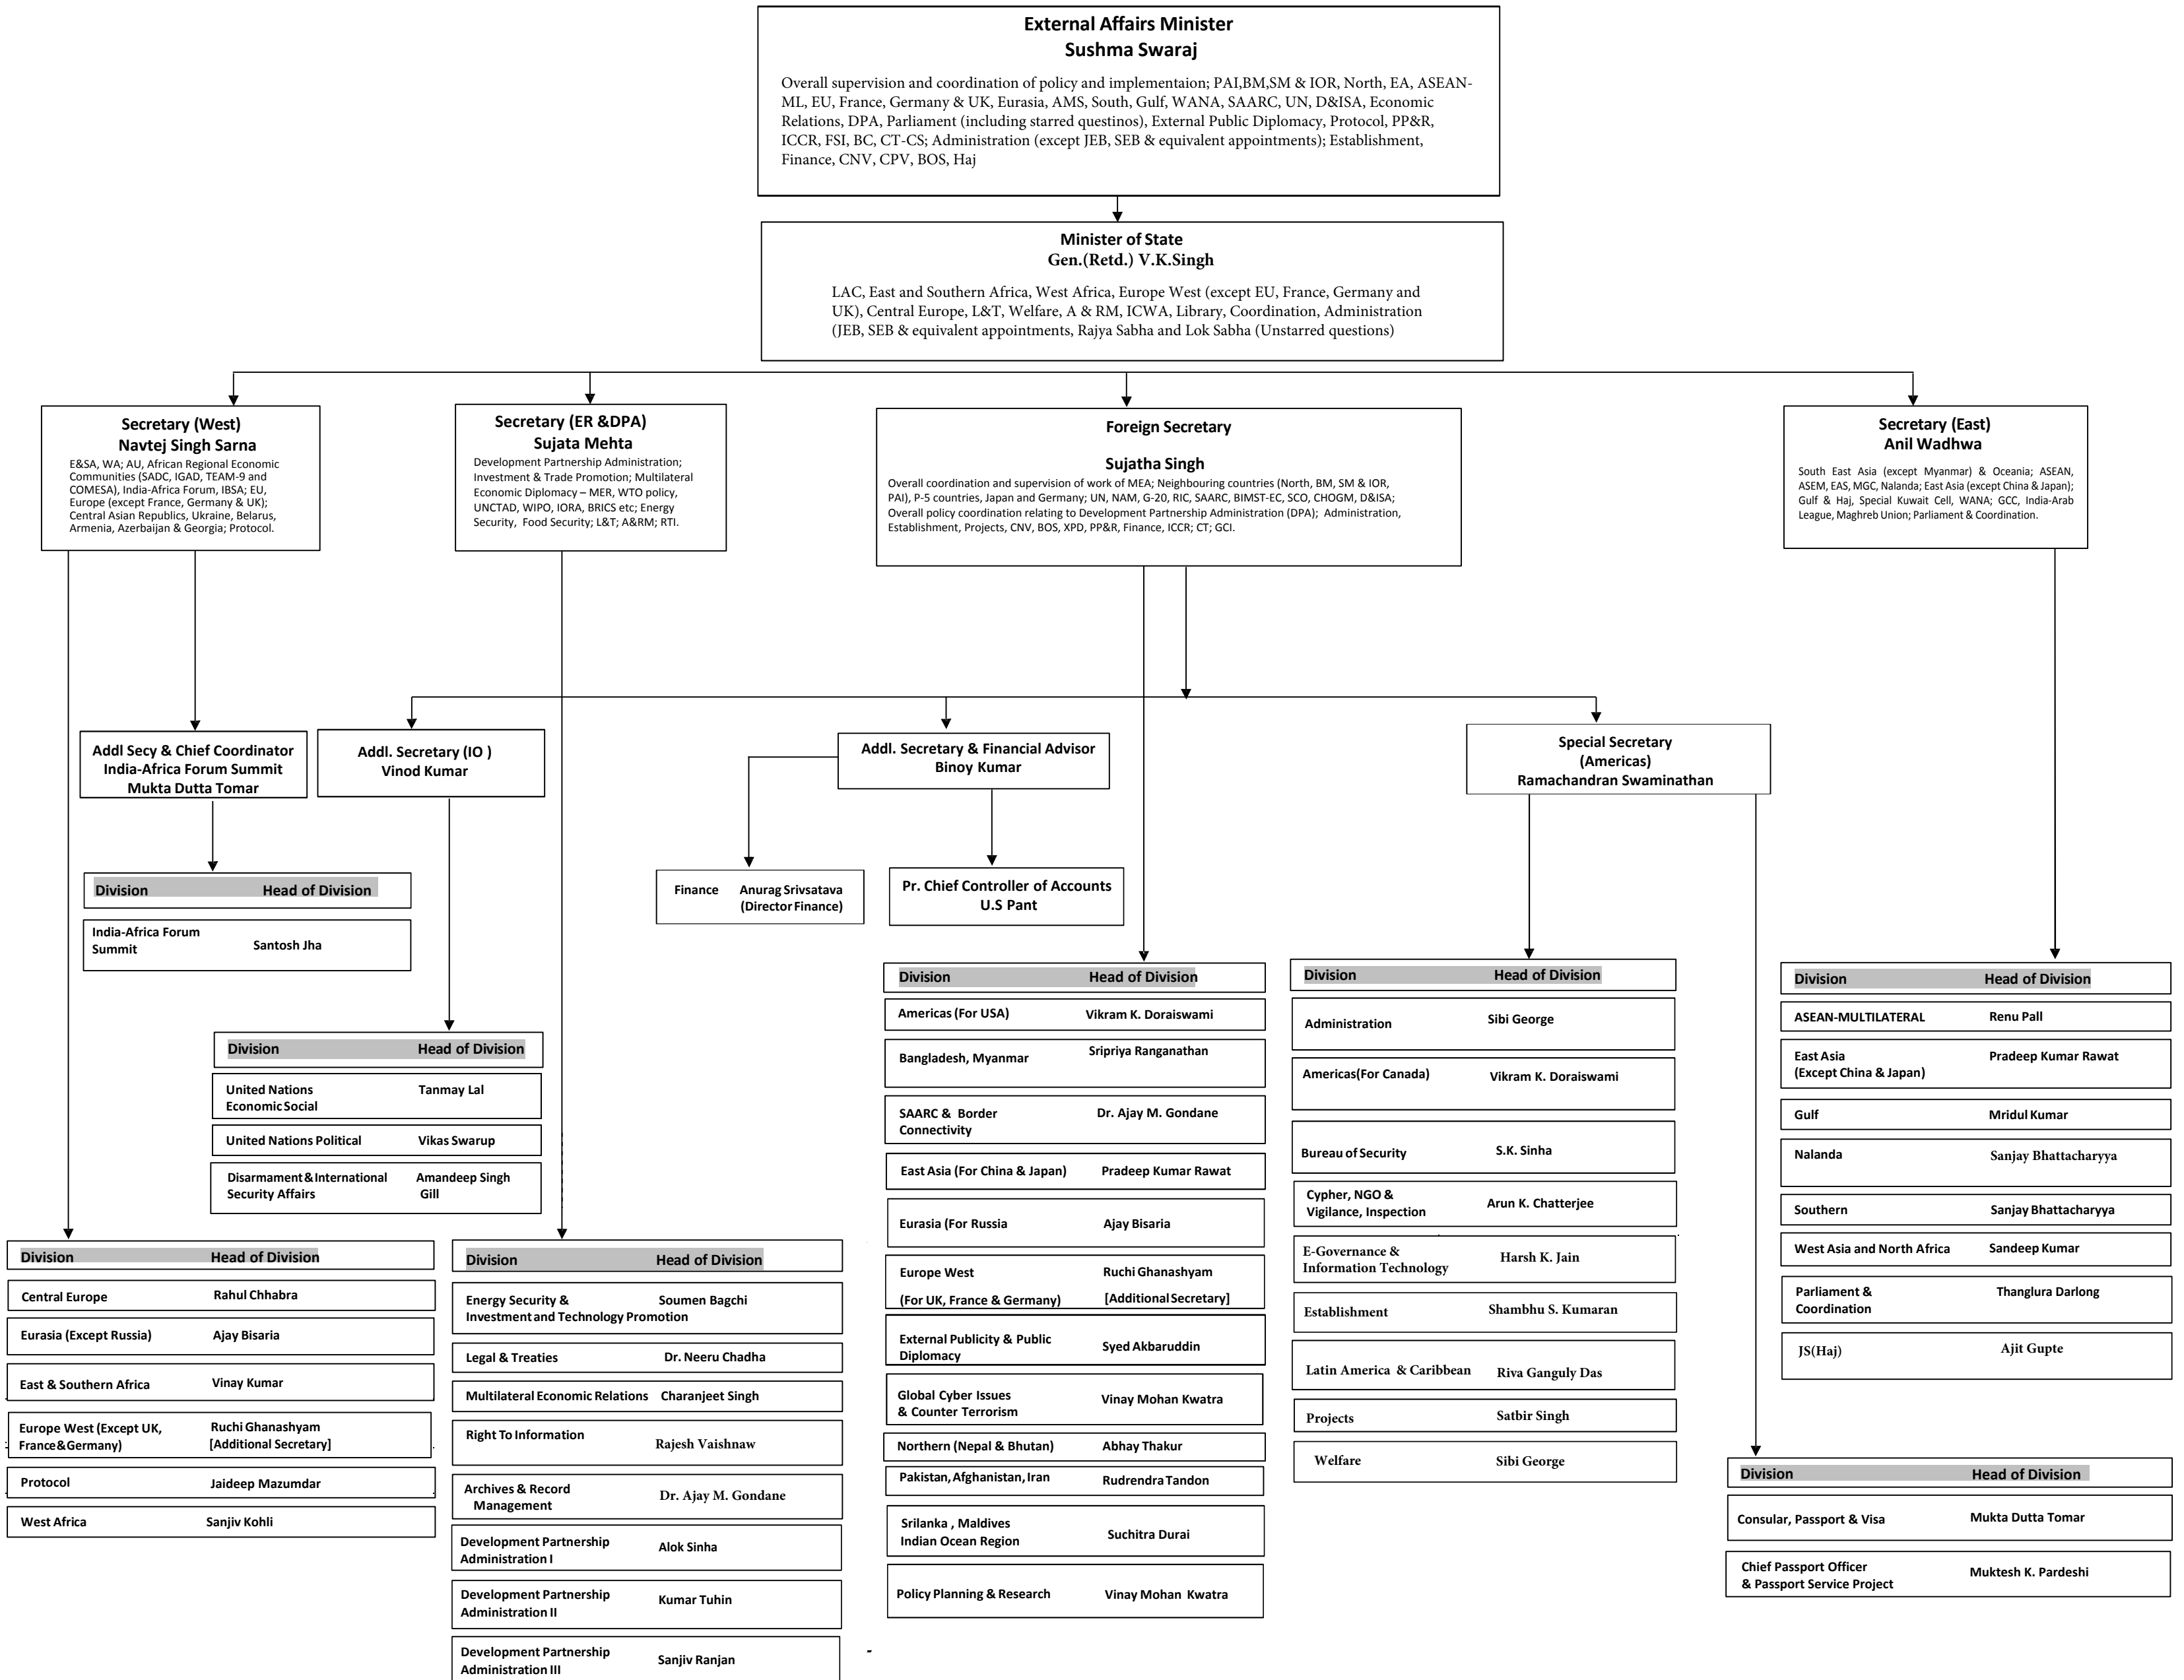 External Affairs Minister
Sushma Swaraj
Overall supervision and coordination of policy and implementaion; PAI,BM,SM & IOR, North, EA, ASEAN-
ML, EU, France, Germany & UK, Eurasia, AMS, South, Gulf, WANA, SAARC, UN, D&ISA, Economic
Relations, DPA, Parliament (including starred questinos), External Public Diplomacy, Protocol, PP&R,
ICCR, FSI, BC, CT-CS; Administration (except JEB, SEB & equivalent appointments); Establishment,
Finance, CNV, CPV, BOS, Haj
Minister of State
Gen.(Retd.) V.K.Singh
LAC, East and Southern Africa, West Africa, Europe West (except EU, France, Germany and
UK), Central Europe, L&T, Welfare, A & RM, ICWA, Library, Coordination, Administration
(JEB, SEB & equivalent appointments, Rajya Sabha and Lok Sabha (Unstarred questions)
Secretary (West)
Navtej Singh Sarna
E&SA, WA; AU, African Regional Economic
Communities (SADC, IGAD, TEAM-9 and
COMESA), India-Africa Forum, IBSA; EU,
Europe (except France, Germany & UK);
Central Asian Republics, Ukraine, Belarus,
Armenia, Azerbaijan & Georgia; Protocol.
Secretary (ER &DPA)
Sujata Mehta
Development Partnership Administration;
Investment & Trade Promotion; Multilateral
Economic Diplomacy – MER, WTO policy,
UNCTAD, WIPO, IORA, BRICS etc; Energy
Security, Food Security; L&T; A&RM; RTI.
Foreign Secretary
Sujatha Singh
Overall coordination and supervision of work of MEA; Neighbouring countries (North, BM, SM & IOR,
PAI), P-5 countries, Japan and Germany; UN, NAM, G-20, RIC, SAARC, BIMST-EC, SCO, CHOGM, D&ISA;
Overall policy coordination relating to Development Partnership Administration (DPA); Administration,
Establishment, Projects, CNV, BOS, XPD, PP&R, Finance, ICCR; CT; GCI.
Secretary (East)
Anil Wadhwa
South East Asia (except Myanmar) & Oceania; ASEAN,
ASEM, EAS, MGC, Nalanda; East Asia (except China & Japan);
Gulf & Haj, Special Kuwait Cell, WANA; GCC, India-Arab
League, Maghreb Union; Parliament & Coordination.
Addl Secy & Chief Coordinator
India-Africa Forum Summit
Mukta Dutta Tomar
Addl. Secretary (IO )
Vinod Kumar
Addl. Secretary & Financial Advisor
Binoy Kumar
Special Secretary
(Americas)
Ramachandran Swaminathan
Division Head of Division
India-Africa Forum
Summit Santosh Jha
Finance Anurag Srivsatava
(Director Finance)
Pr. Chief Controller of Accounts
U.S Pant
Division Head of Division
United Nations Tanmay Lal
Economic Social
United Nations Political Vikas Swarup
Disarmament & International Amandeep Singh
Security Affairs Gill
Division Head of Division
Central Europe Rahul Chhabra
Eurasia (Except Russia) Ajay Bisaria
East & Southern Africa Vinay Kumar
Europe West (Except UK, Ruchi Ghanashyam
France & Germany) [Additional Secretary]
Protocol Jaideep Mazumdar
West Africa Sanjiv Kohli
Division Head of Division
Energy Security & Soumen Bagchi
Investment and Technology Promotion
Legal & Treaties Dr. Neeru Chadha
Multilateral Economic Relations Charanjeet Singh
Right To Information Rajesh Vaishnaw
Archives & Record
Management Dr. Ajay M. Gondane
Development Partnership
Administration I Alok Sinha
Development Partnership
Administration II Kumar Tuhin
Development Partnership
Administration III Sanjiv Ranjan
Division Head of Division
Americas (For USA) Vikram K. Doraiswami
Bangladesh, Myanmar Sripriya Ranganathan
SAARC & Border Dr. Ajay M. Gondane
Connectivity
East Asia (For China & Japan) Pradeep Kumar Rawat
Eurasia (For Russia Ajay Bisaria
Europe West Ruchi Ghanashyam
(For UK, France & Germany) [Additional Secretary]
External Publicity & Public
Diplomacy Syed Akbaruddin
Global Cyber Issues
& Counter Terrorism Vinay Mohan Kwatra
Northern (Nepal & Bhutan) Abhay Thakur
Pakistan, Afghanistan, Iran Rudrendra Tandon
Srilanka , Maldives
Indian Ocean Region Suchitra Durai
Policy Planning & Research Vinay Mohan Kwatra
Division Head of Division
Administration Sibi George
Americas(For Canada) Vikram K. Doraiswami
Bureau of Security S.K. Sinha
Cypher, NGO &
Vigilance, Inspection Arun K. Chatterjee
E-Governance &
Information Technology Harsh K. Jain
Establishment Shambhu S. Kumaran
Latin America & Caribbean Riva Ganguly Das
Projects Satbir Singh
Welfare Sibi George
Division Head of Division
ASEAN-MULTILATERAL Renu Pall
East Asia Pradeep Kumar Rawat
(Except China & Japan)
Gulf Mridul Kumar
Nalanda Sanjay Bhattacharyya
Southern Sanjay Bhattacharyya
West Asia and North Africa Sandeep Kumar
Parliament & Thanglura Darlong
Coordination
JS(Haj) Ajit Gupte
Division Head of Division
Consular, Passport & Visa Mukta Dutta Tomar
Chief Passport Officer
& Passport Service Project Muktesh K. Pardeshi